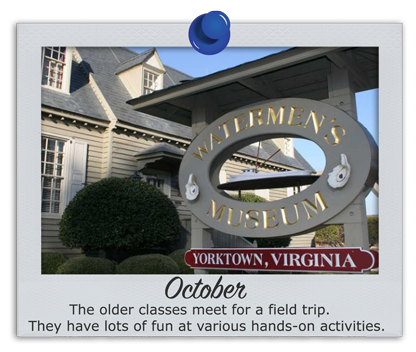 WATERMEN'S
MUSEUM
YORKTOWN, VIRGINIA
October
The older classes meet for a field trip.
They have lots of fun at various hands-on activities.